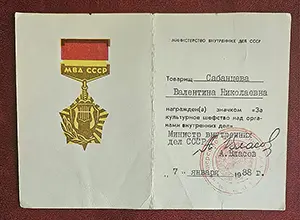 МВД СССР
МИНИСТЕРСТВО ВНУТРЕННИХ ДЕЛ СССР
Товарищ Сабанцева
Валентина Николаевна
награжден(а) значком «За
культурное шефство над орга-
нами внутренних дел»
Министр внутренних
дел СССР
А.Власов
„7" января 1988 г.